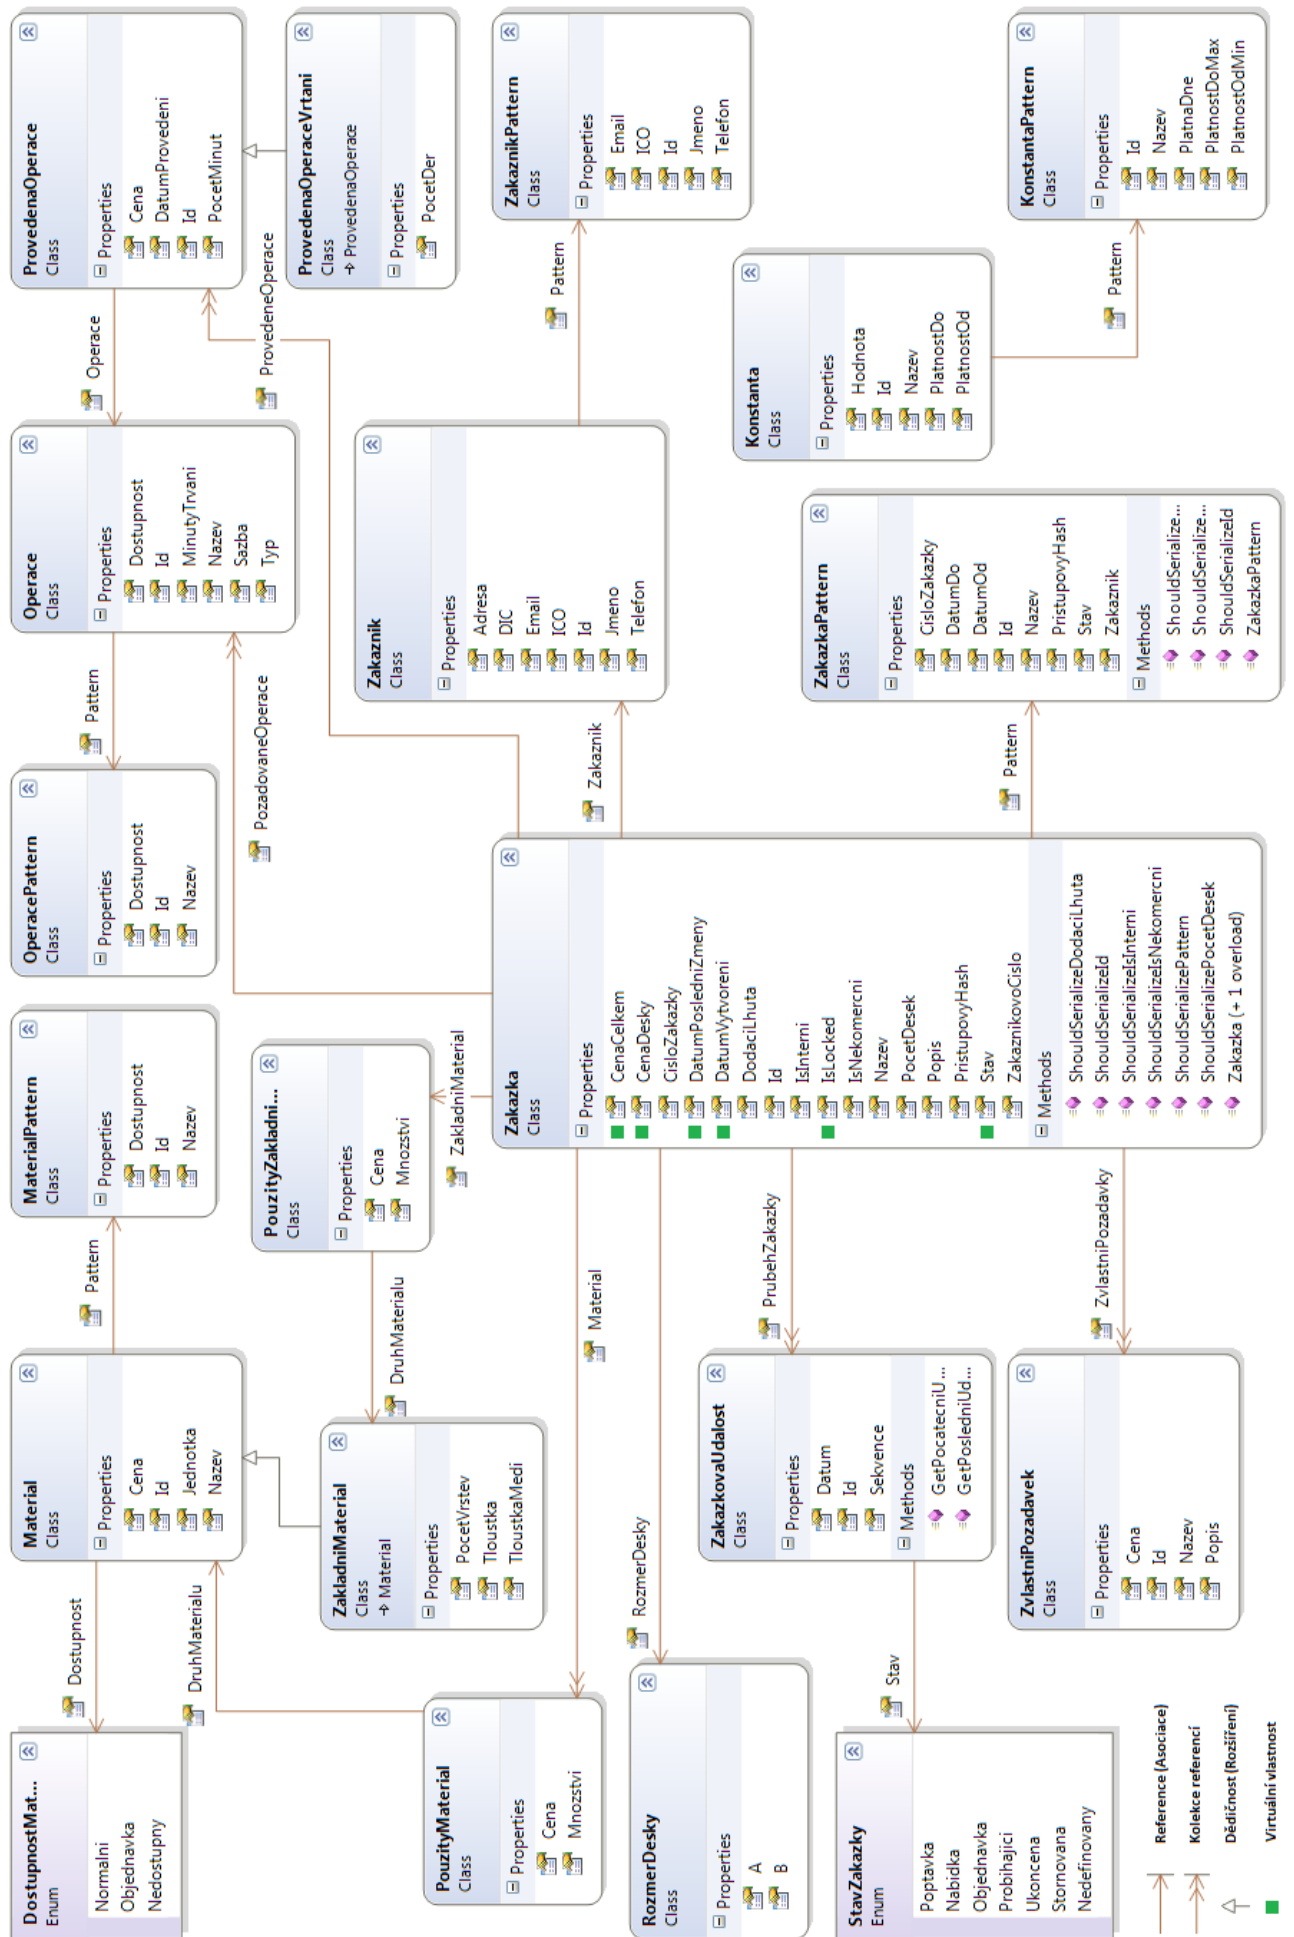 DostupnostMat...
Enum
Normalni
Objednavka
Nedostupny
Dostupnost
Material
Class
Properties
Cena
Id
Jednotka
Nazev
Pattern
MaterialPattern
Class
Properties
Dostupnost
Id
Nazev
OperacePattern
Class
Properties
Dostupnost
Id
Nazev
Pattern
Operace
Class
Properties
Dostupnost
Id
MinutyTrvani
Nazev
Sazba
Typ
Operace
ProvedenaOperace
Class
Properties
Cena
DatumProvedeni
Id
PocetMinut
DruhMaterialu
ZakladniMaterial
Class
Material
Properties
PocetVrstev
Tloustka
TloustkaMedi
DruhMaterialu
PouzityZakladni...
Class
Properties
Cena
Mnozstvi
ZakladniMaterial
PozadovaneOperace
ProvedeneOperace
ProvedenaOperaceVrtani
Class
ProvedenaOperace
Properties
PocetDer
PouzityMaterial
Class
Properties
Cena
Mnozstvi
Material
Zakazka
Class
Properties
CenaCelkem
CenaDesky
CisloZakazky
DatumPosledniZmeny
DatumVytvoreni
DodaciLhuta
Id
IsInterni
IsLocked
IsNekomercni
Nazev
PocetDesek
Popis
PristupovyHash
Stav
ZakaznikovoCislo
Methods
ShouldSerializeDodaciLhuta
ShouldSerializeId
ShouldSerializeIsInterni
ShouldSerializeIsNekomercni
ShouldSerializePattern
ShouldSerializePocetDesek
Zakazka (+ 1 overload)
Zakaznik
Zakaznik
Class
Properties
Adresa
DIC
Email
ICO
Id
Jmeno
Telefon
Pattern
ZakaznikPattern
Class
Properties
Email
ICO
Id
Jmeno
Telefon
RozmerDesky
Class
Properties
A
B
RozmerDesky
ZakazkovaUdalost
Class
Properties
Datum
Id
Sekvence
Methods
GetPocatecniU...
GetPosledniUd...
PrubehZakazky
Konstanta
Class
Properties
Hodnota
Id
Nazev
PlatnostDo
PlatnostOd
Pattern
KonstantaPattern
Class
Properties
Id
Nazev
PlatnaDne
PlatnostDoMax
PlatnostOdMin
StavZakazky
Enum
Poptavka
Nabidka
Objednavka
Probihajici
Ukoncena
Stornovana
Nedefinovany
Stav
ZvlastniPozadavek
Class
Properties
Cena
Id
Nazev
Popis
ZvlastniPozadavky
Pattern
ZakazkaPattern
Class
Properties
CisloZakazky
DatumDo
DatumOd
Id
Nazev
PristupovyHash
Stav
Zakaznik
Methods
ShouldSerialize...
ShouldSerialize...
ShouldSerializeId
ZakazkaPattern
Reference (Asociace)
Kolekce referencí
Dědičnost (Rozšíření)
Virtuální vlastnost